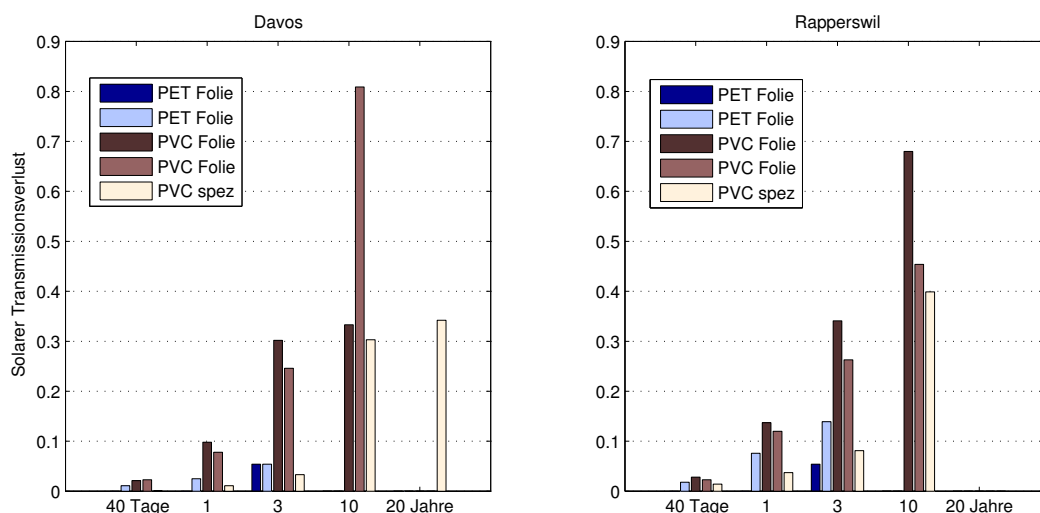 Davos
Solarer Transmissionsverlust
0.9
0.8
0.7
0.6
0.5
0.4
0.3
0.2
0.1
0
PET Folie
PET Folie
PVC Folie
PVC Folie
PVC spez
40 Tage 1 3 10 20 Jahre
Rapperswil
0.9
0.8
0.7
0.6
0.5
0.4
0.3
0.2
0.1
0
PET Folie
PET Folie
PVC Folie
PVC Folie
PVC spez
40 Tage 1 3 10 20 Jahre